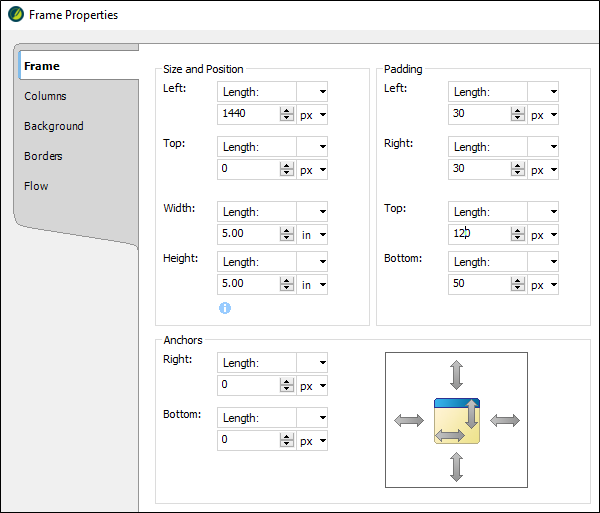 Frame Properties
Frame
Columns
Background
Borders
Flow
Size and Position
Left: Length:
1440 px
Top: Length:
0 px
Width: Length:
5.00 in
Height: Length:
5.00 in
Padding
Left: Length:
30 px
Right: Length:
30 px
Top: Length:
120 px
Bottom: Length:
50 px
Anchors
Right: Length:
0 px
Bottom: Length:
0 px